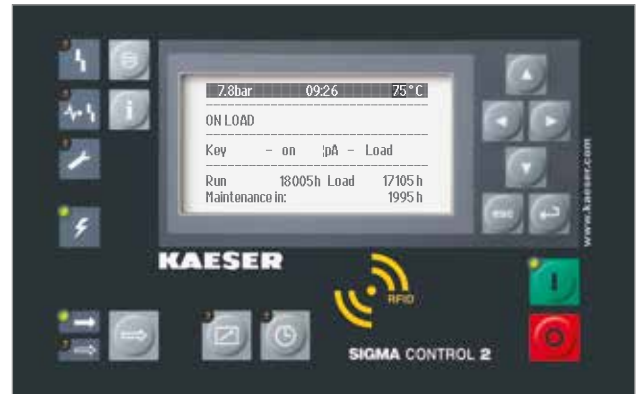 7.8bar 09:26 75°C
ON LOAD
Key - on ¦pA - Load
Run 18005h Load 17105h
Maintenance in: 1995h
esc
www.kaeser.com
KAESER
RFID
I
O
SIGMA CONTROL 2